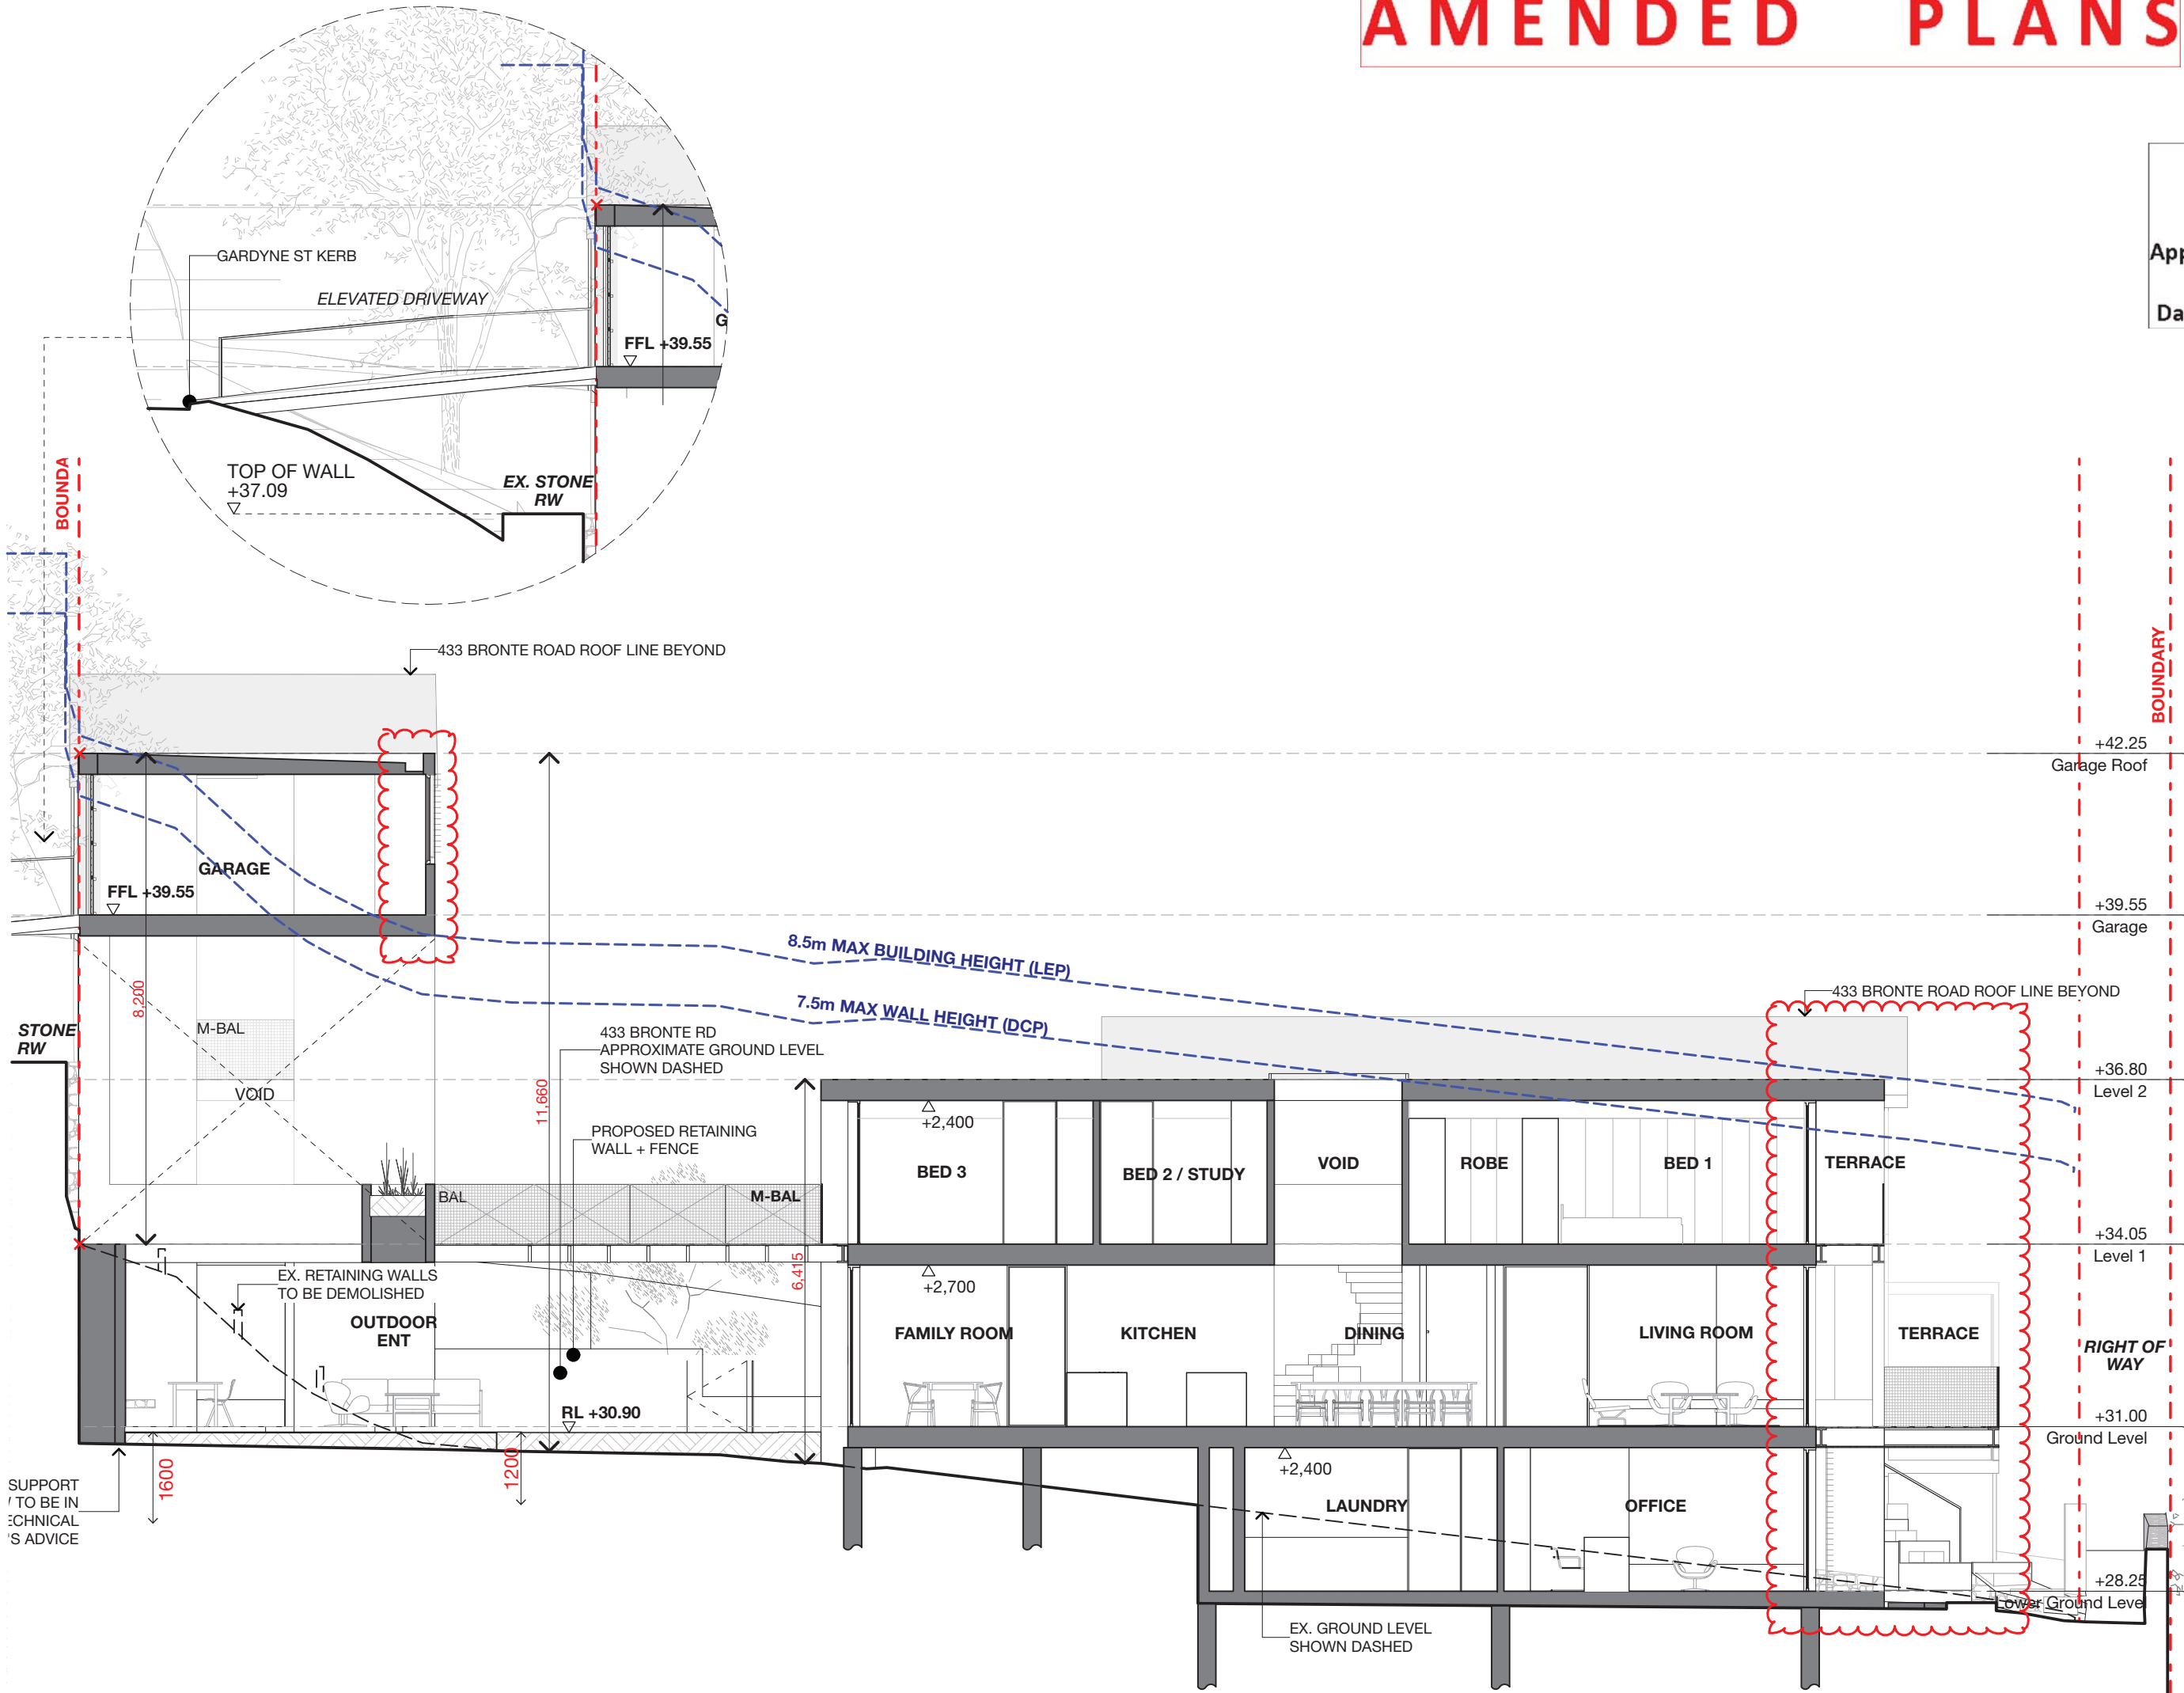 AMENDED PLANS
GARDYNE ST KERB
ELEVATED DRIVEWAY
G
FFL +39.55
TOP OF WALL
+37.09
EX. STONE
RW
BOUNDA
433 BRONTE ROAD ROOF LINE BEYOND
BOUNDARY
+42.25
Garage Roof
GARAGE
FFL +39.55
+39.55
Garage
8.5m MAX BUILDING HEIGHT (LEP)
7.5m MAX WALL HEIGHT (DCP)
433 BRONTE ROAD ROOF LINE BEYOND
8,200
STONE
RW
M-BAL
VOID
433 BRONTE RD
APPROXIMATE GROUND LEVEL
SHOWN DASHED
11,660
+36.80
Level 2
PROPOSED RETAINING
WALL + FENCE
+2,400
BED 3
BED 2 / STUDY
VOID
ROBE
BED 1
TERRACE
BAL
M-BAL
+34.05
Level 1
6,415
EX. RETAINING WALLS
TO BE DEMOLISHED
+2,700
OUTDOOR
ENT
FAMILY ROOM
KITCHEN
DINING
LIVING ROOM
TERRACE
RIGHT OF
WAY
RL +30.90
+31.00
Ground Level
1600
1200
+2,400
SUPPORT
TO BE IN
ECHNICAL
'S ADVICE
LAUNDRY
OFFICE
+28.25
Lower Ground Level
EX. GROUND LEVEL
SHOWN DASHED
App
Da